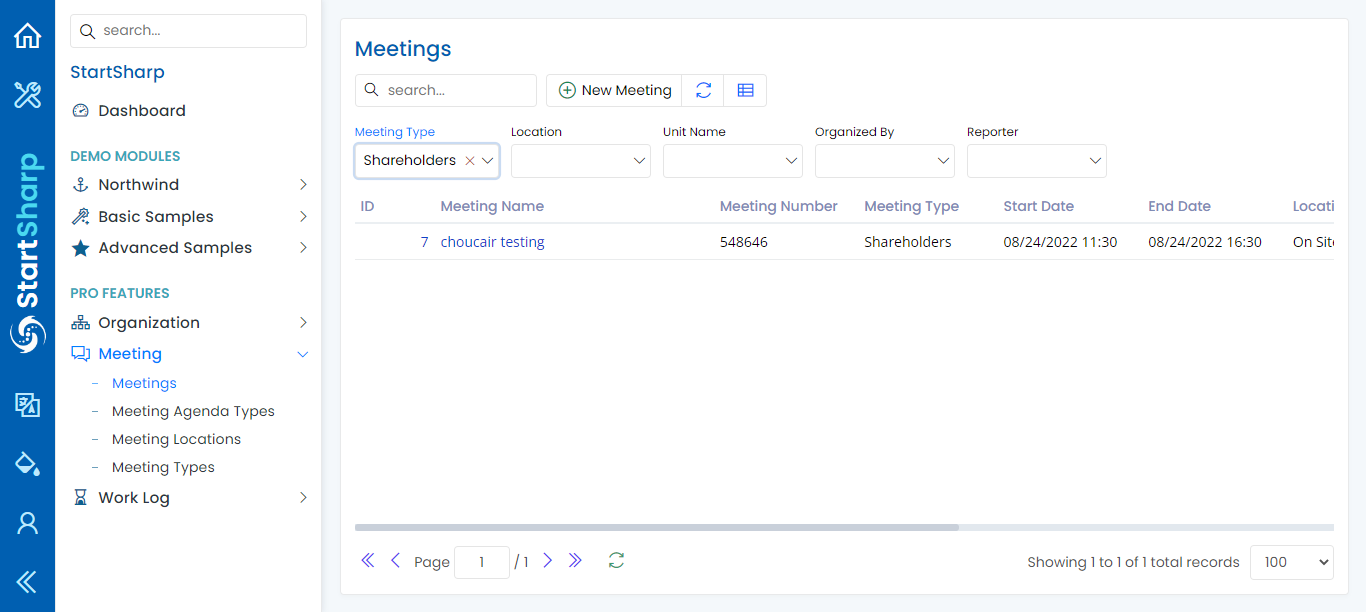 StartSharp
search...
StartSharp
Dashboard
DEMO MODULES
Northwind
Basic Samples
Advanced Samples
PRO FEATURES
Organization
Meeting
- Meetings
- Meeting Agenda Types
- Meeting Locations
- Meeting Types
Work Log
Meetings
search... New Meeting
Meeting Type Location Unit Name Organized By Reporter
Shareholders
ID Meeting Name Meeting Number Meeting Type Start Date End Date Locati
7 choucair testing 548646 Shareholders 08/24/2022 11:30 08/24/2022 16:30 On Site
Page 1 / 1 Showing 1 to 1 of 1 total records 100